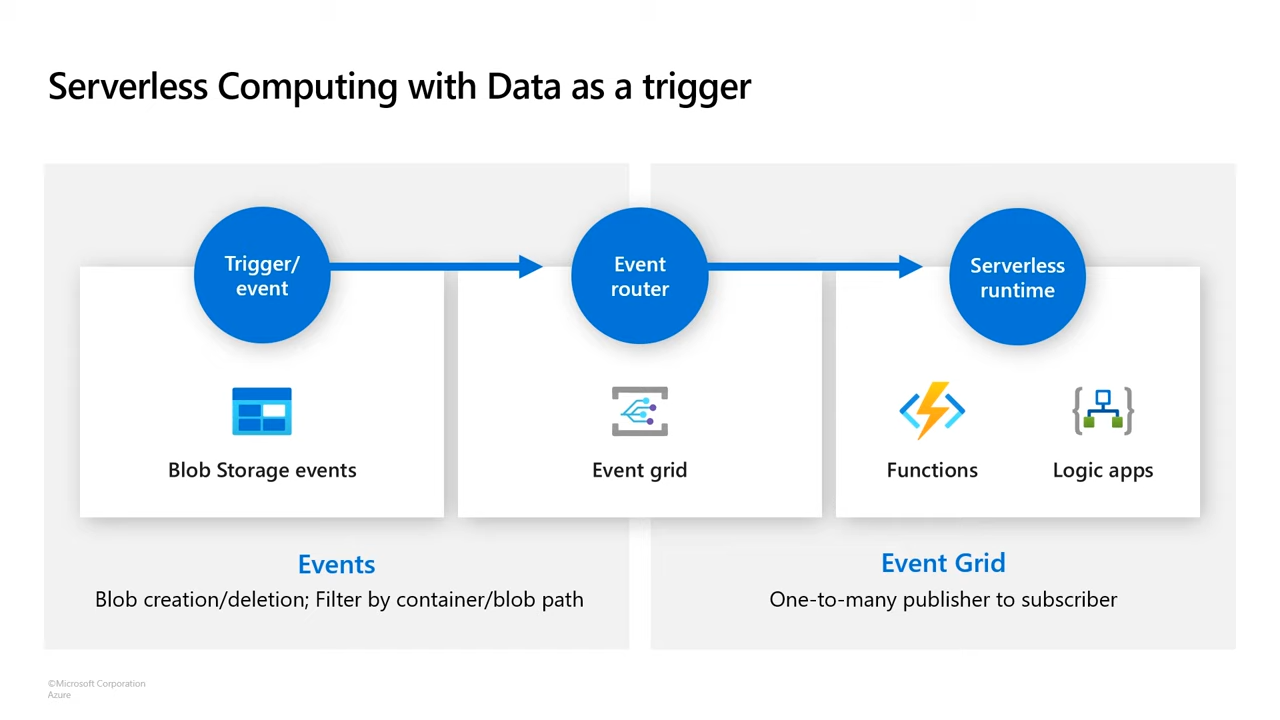 Serverless Computing with Data as a trigger
Trigger/
event
Event
router
Serverless
runtime
Blob Storage events
Event grid
Functions
Logic apps
Events
Blob creation/deletion; Filter by container/blob path
Event Grid
One-to-many publisher to subscriber
©Microsoft Corporation
Azure